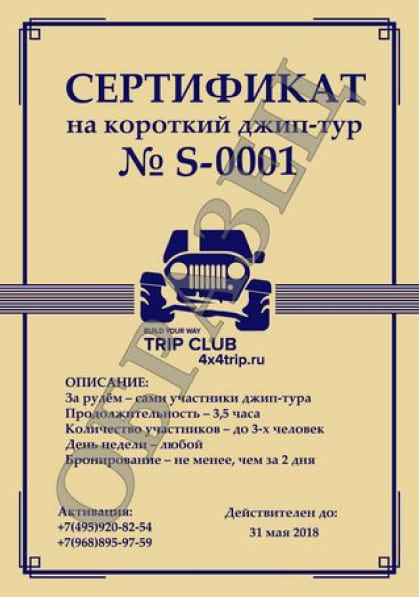 СЕРТИФИКАТ
на короткий джип-тур
№ S-0001
ОБРАЗЕЦ
BUILD YOUR WAY
TRIP CLUB
4x4trip.ru
ОПИСАНИЕ:
За рулём – сами участники джип-тура
Продолжительность – 3,5 часа
Количество участников – до 3-х человек
День недели – любой
Бронирование – не менее, чем за 2 дня
Активация:
+7(495)920-82-54
+7(968)895-97-59
Действителен до:
31 мая 2018